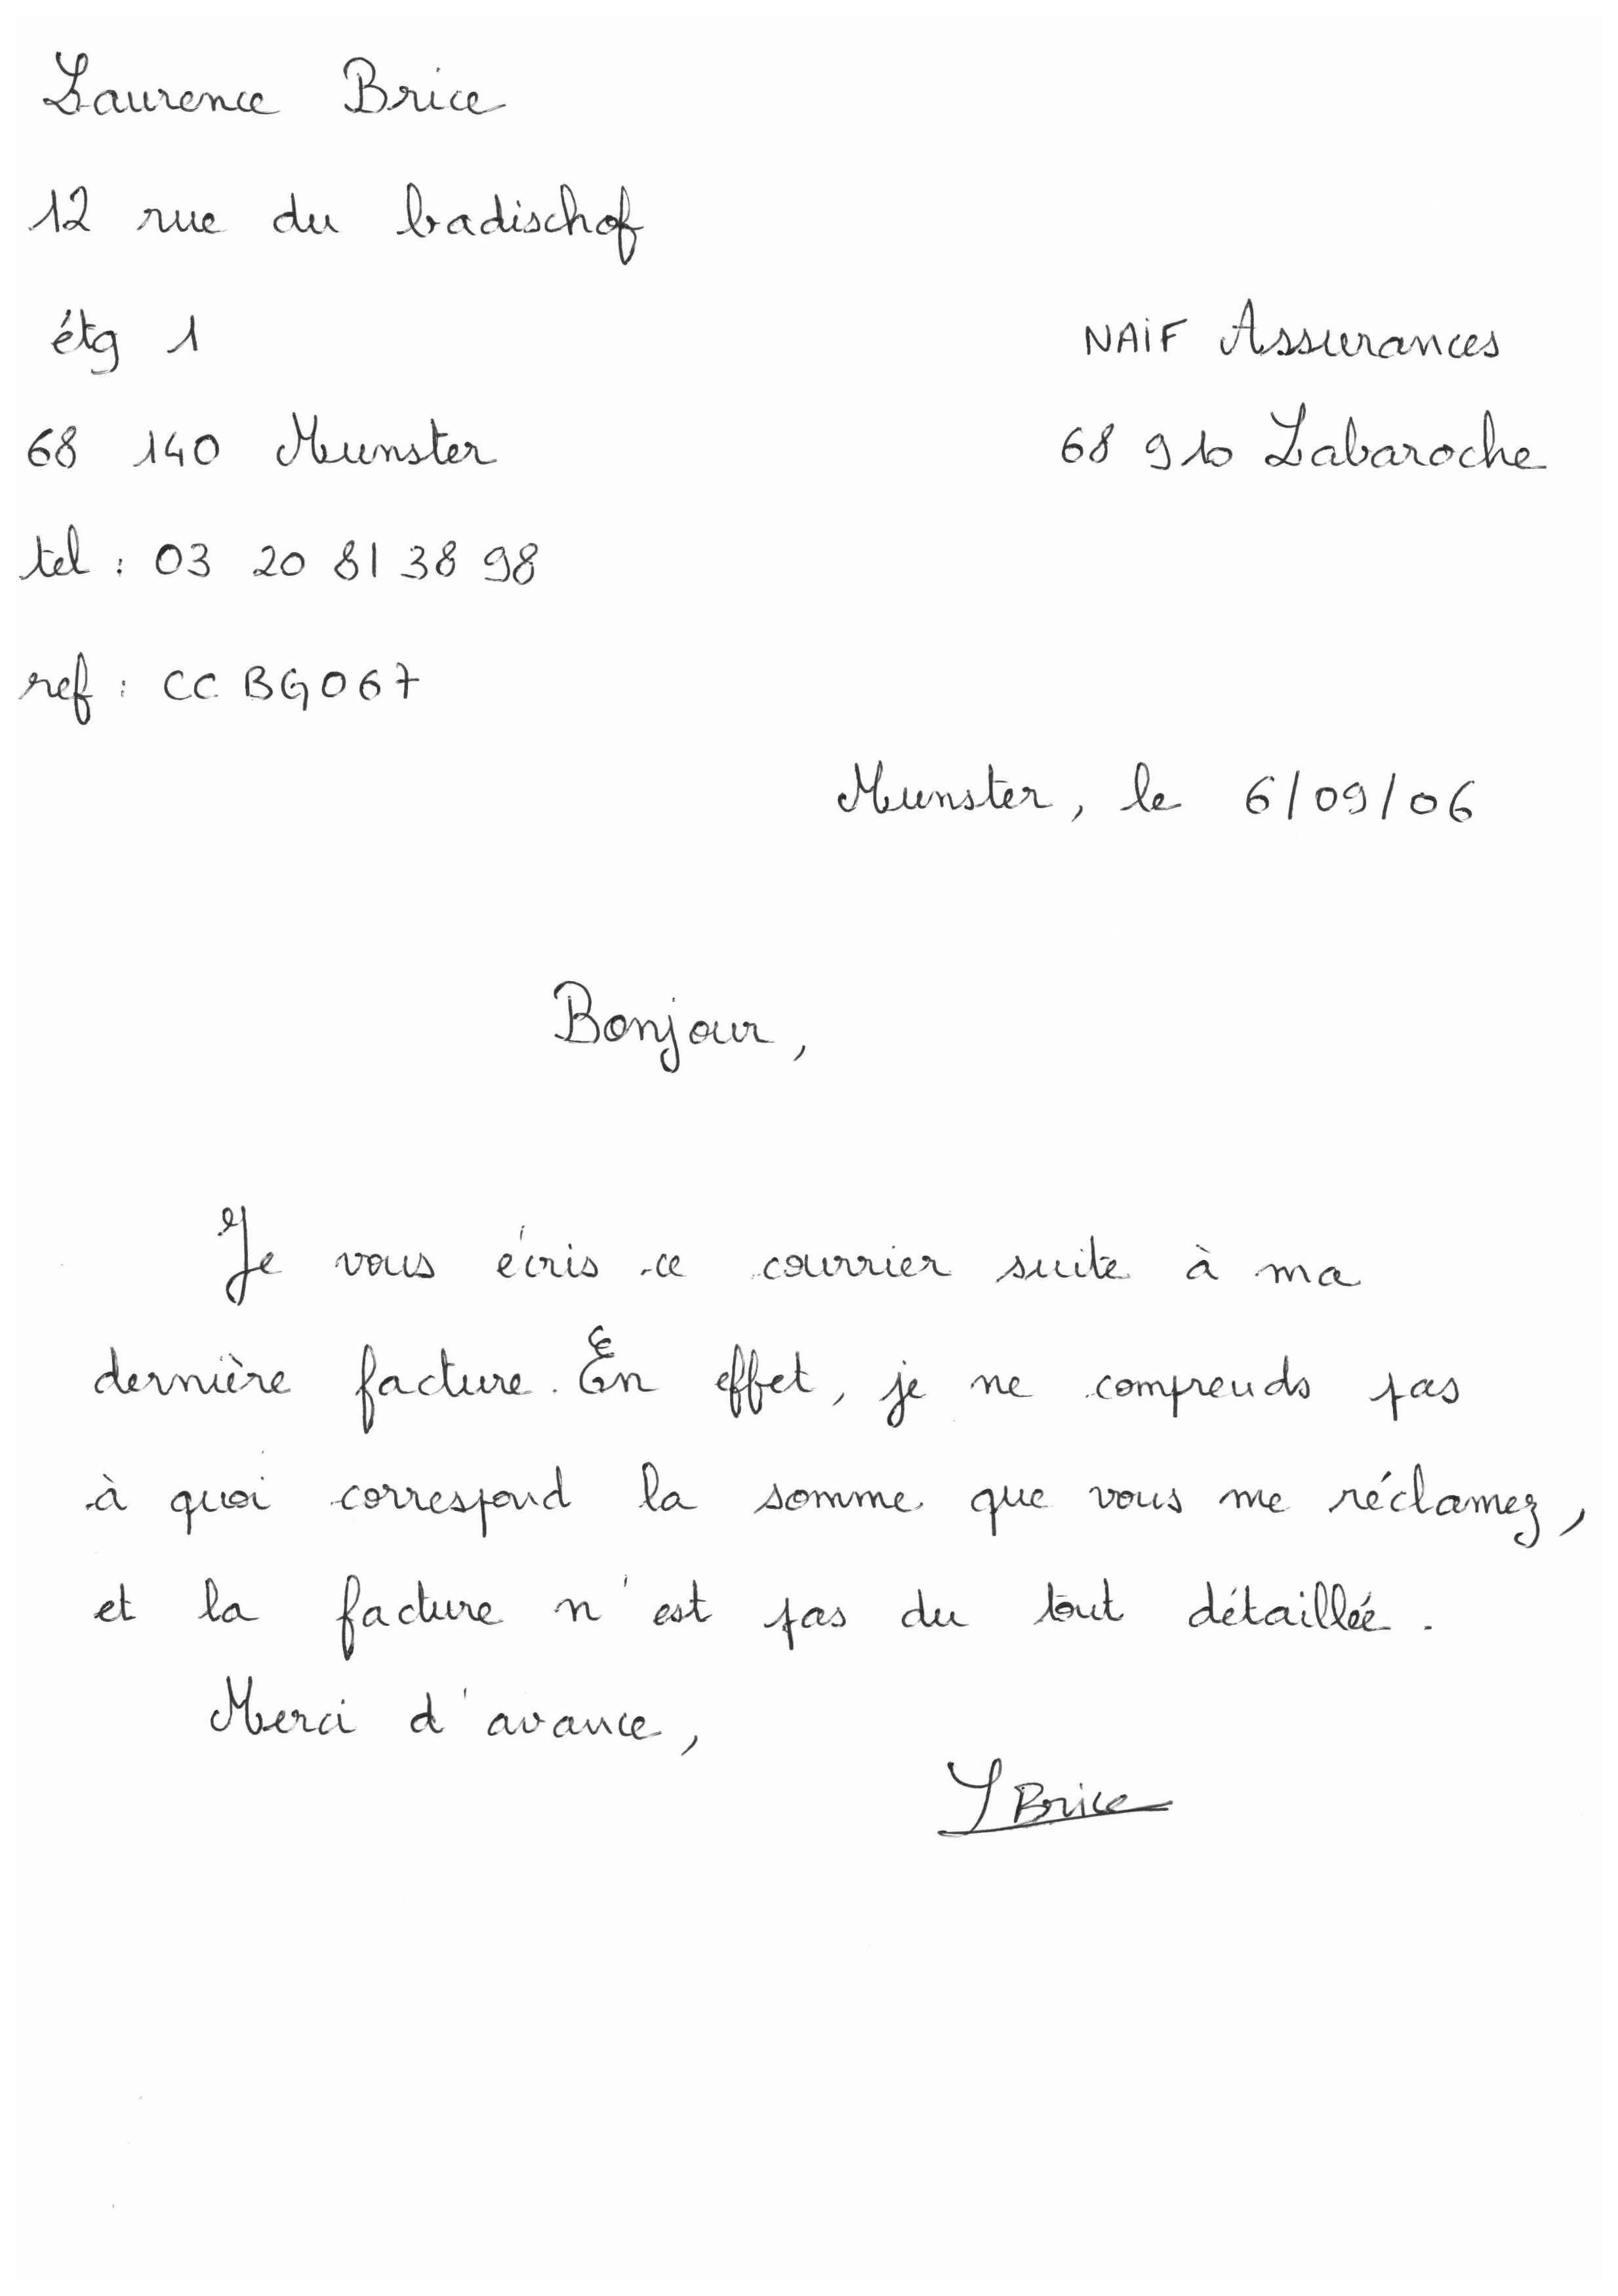 Laurence Brice
12 rue du badischof
étg 1
NAIF Assurances
68 140 Munster
68 910 Labaroche
tel : 03 20 81 38 98
ref : CC BG067
Munster, le 6/09/06
Bonjour,
Je vous écris ce courrier suite à ma
dernière facture. En effet, je ne comprends pas
à quoi correspond la somme que vous me réclamez,
et la facture n'est pas du tout détaillée.
Merci d'avance,
L Brice